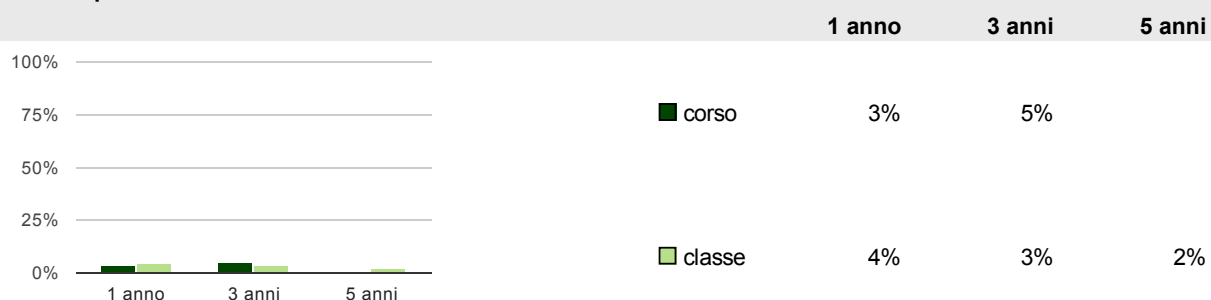 1 anno 3 anni 5 anni
100%
75%
50%
25%
0%
1 anno 3 anni 5 anni
corso 3% 5%
classe 4% 3% 2%